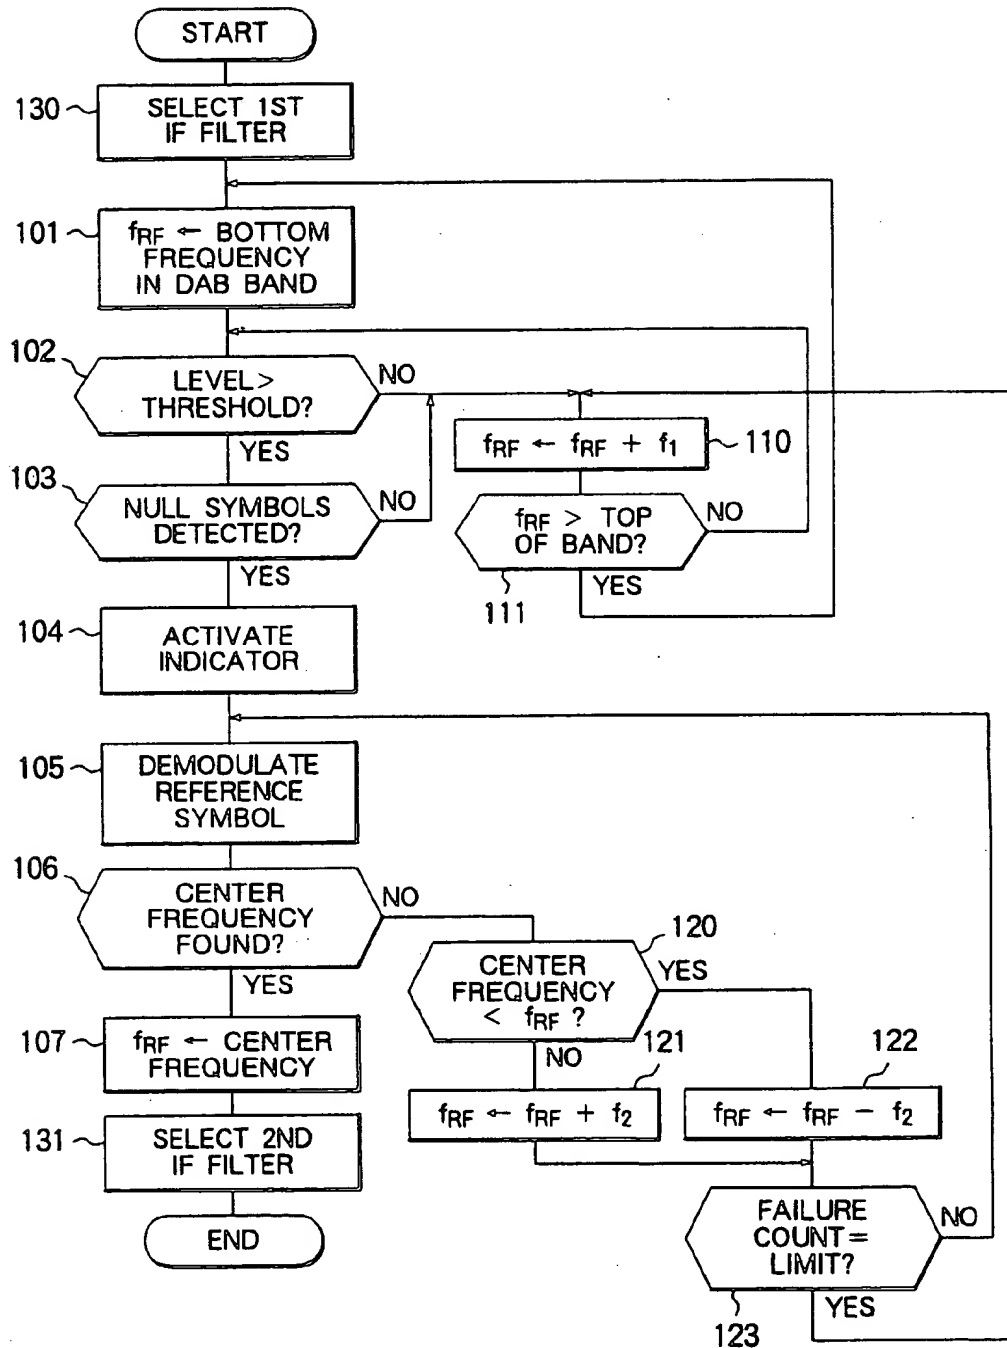 START
130
SELECT 1ST
IF FILTER
101
fRF ← BOTTOM
FREQUENCY
IN DAB BAND
102
LEVEL>
THRESHOLD?
NO
YES
fRF ← fRF + f1
110
103
NULL SYMBOLS
DETECTED?
NO
YES
fRF > TOP
OF BAND?
NO
YES
111
104
ACTIVATE
INDICATOR
105
DEMODULATE
REFERENCE
SYMBOL
106
CENTER
FREQUENCY
FOUND?
NO
YES
120
CENTER
FREQUENCY
< fRF ?
YES
NO
107
fRF ← CENTER
FREQUENCY
121
fRF ← fRF + f2
122
fRF ← fRF - f2
131
SELECT 2ND
IF FILTER
END
FAILURE
COUNT=
LIMIT?
NO
YES
123